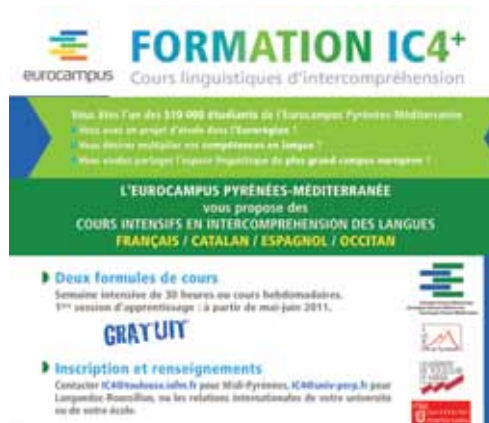 eurocampus
FORMATION IC4+
Cours linguistiques d'intercompréhension
Vous êtes l'un des 510 000 étudiants de l'Eurocampus Pyrénées-Méditerranée
Vous avez un projet d'étude dans l'Eurorégion !
Vous désirez multiplier vos compétences en langue !
Vous voulez partager l'espace linguistique du plus grand campus européen !
L'EUROCAMPUS PYRÉNÉES-MÉDITERRANÉE
vous propose des
COURS INTENSIFS EN INTERCOMPREHENSION DES LANGUES
FRANÇAIS / CATALAN / ESPAGNOL / OCCITAN
Deux formules de cours
Semaine intensive de 30 heures ou cours hebdomadaires.
1ère session d'apprentissage : à partir de mai-juin 2011.
GRATUIT
Inscription et renseignements
Contacter IC4@toulouse.iufm.fr pour Midi-Pyrénées, IC4@univ-perp.fr pour
Languedoc-Roussillon, ou les relations internationales de votre université
ou de votre école.